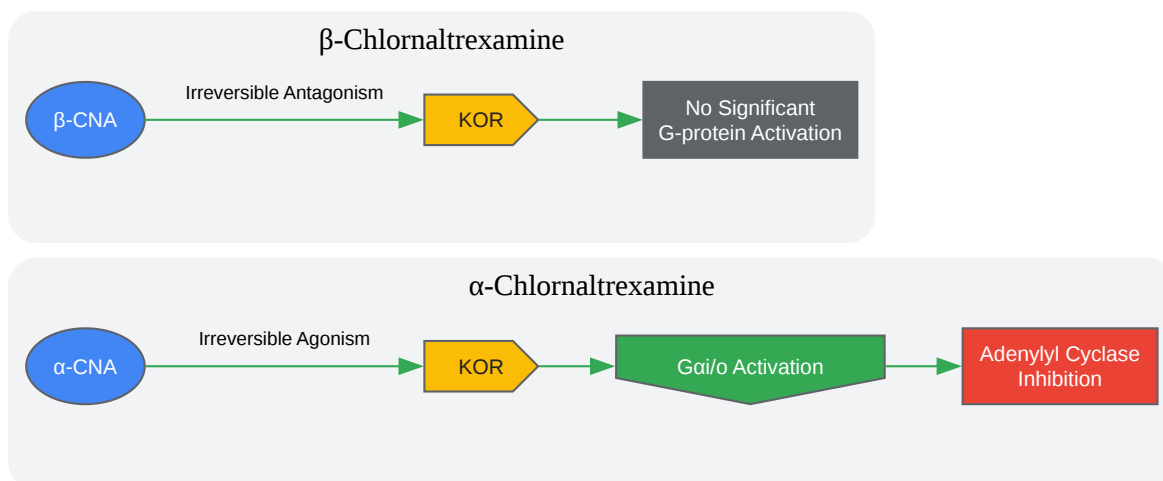 β-Chlornaltrexamine
β-CNA
Irreversible Antagonism
KOR
No Significant
G-protein Activation
α-Chlornaltrexamine
α-CNA
Irreversible Agonism
KOR
Gαi/o Activation
Adenylyl Cyclase
Inhibition